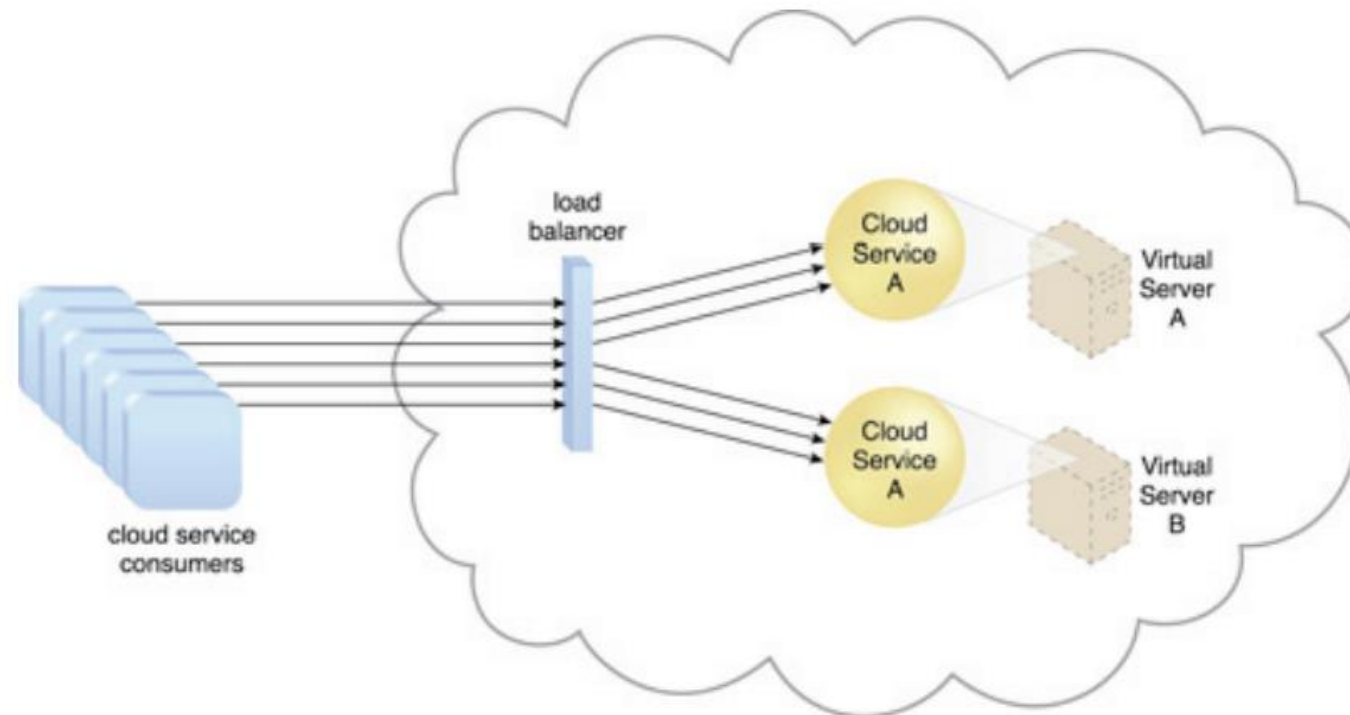 load
balancer
Cloud
Service
A
Virtual
Server
A
Cloud
Service
A
Virtual
Server
B
cloud service
consumers